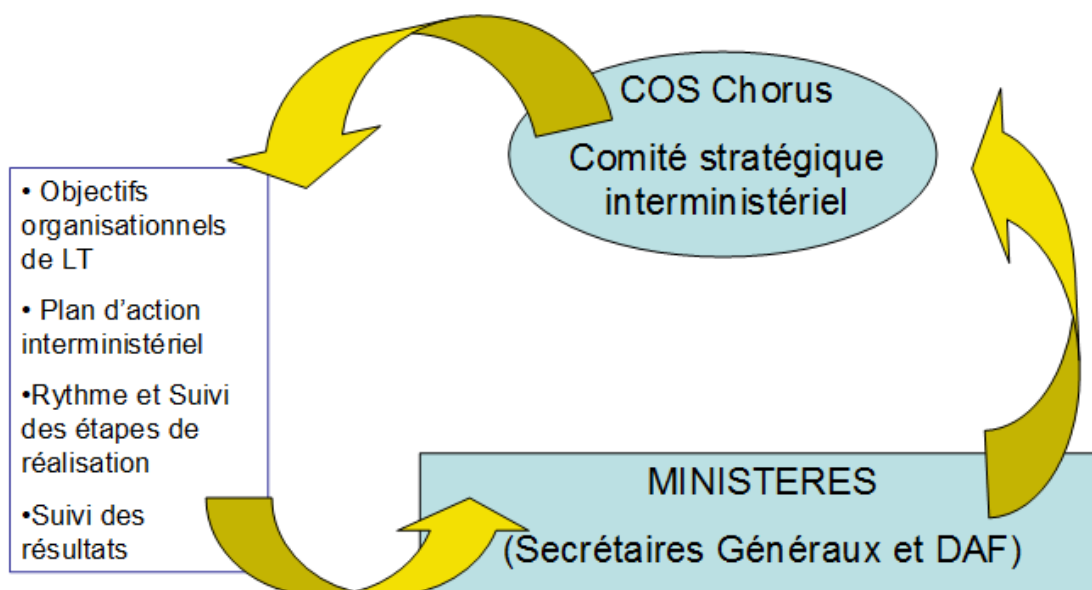 COS Chorus
Comité stratégique
interministériel
• Objectifs
organisationnels
de LT
• Plan d'action
interministériel
•Rythme et Suivi
des étapes de
réalisation
•Suivi des
résultats
MINISTERES
(Secrétaires Généraux et DAF)